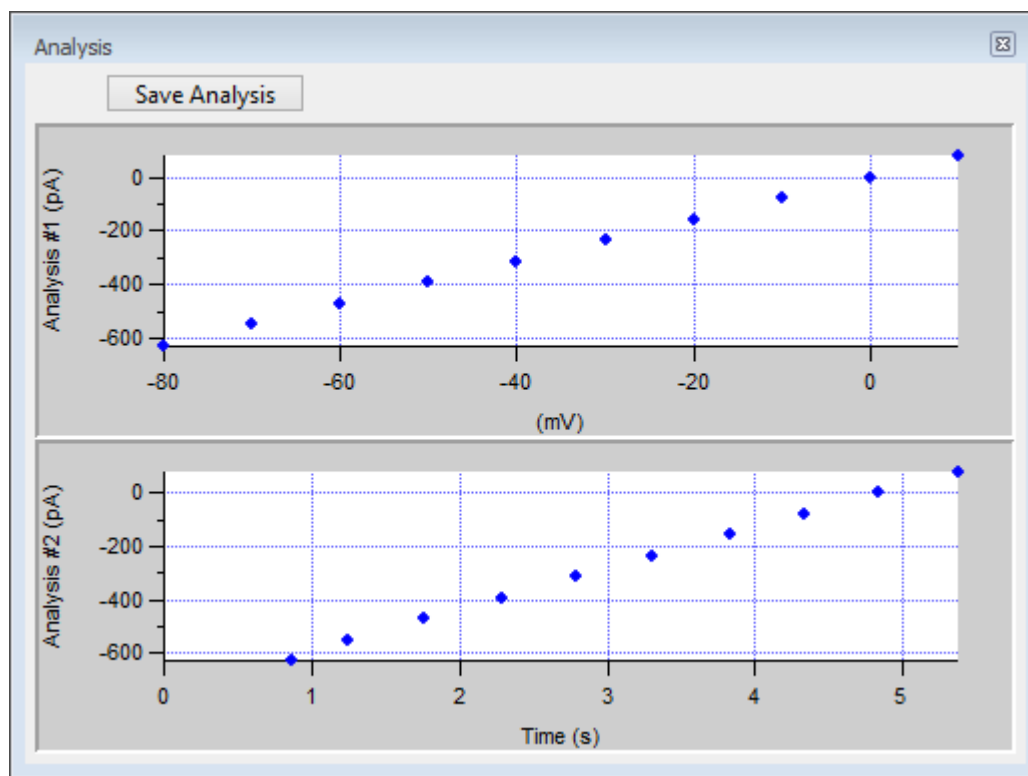 Analysis
Save Analysis
Analysis #1 (pA)
0
-200
-400
-600
-80 -60 -40 -20 0
(mV)
Analysis #2 (pA)
0
-200
-400
-600
0 1 2 3 4 5
Time (s)